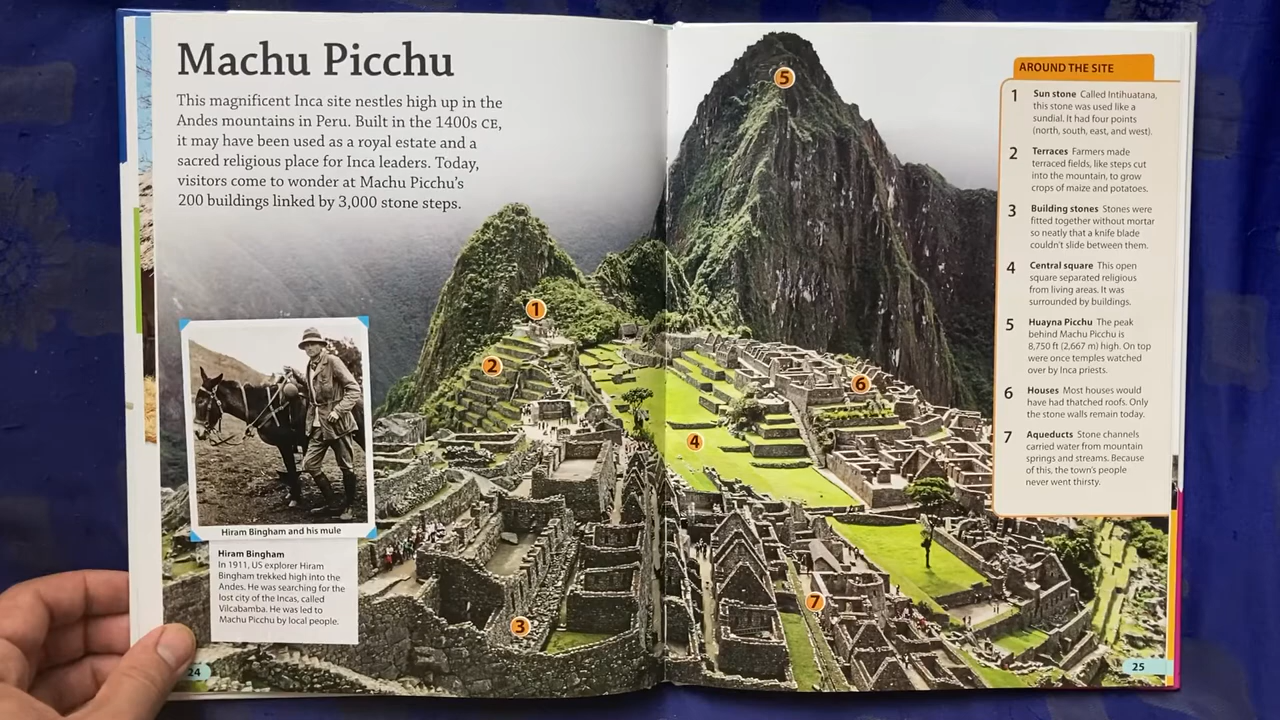 Machu Picchu
This magnificent Inca site nestles high up in the
Andes mountains in Peru. Built in the 1400s CE,
it may have been used as a royal estate and a
sacred religious place for Inca leaders. Today,
visitors come to wonder at Machu Picchu's
200 buildings linked by 3,000 stone steps.
1
2
3
Hiram Bingham and his mule
Hiram Bingham
In 1911, US explorer Hiram
Bingham trekked high into the
Andes. He was searching for the
lost city of the Incas, called
Vilcabamba. He was led to
Machu Picchu by local people.
24
5
6
4
7
AROUND THE SITE
1 Sun stone Called Intihuatana,
this stone was used like a
sundial. It had four points
(north, south, east, and west).
2 Terraces Farmers made
terraced fields, like steps cut
into the mountain, to grow
crops of maize and potatoes.
3 Building stones Stones were
fitted together without mortar
so neatly that a knife blade
couldn't slide between them.
4 Central square This open
square separated religious
from living areas. It was
surrounded by buildings.
5 Huayna Picchu The peak
behind Machu Picchu is
8,750 ft (2,667 m) high. On top
were once temples watched
over by Inca priests.
6 Houses Most houses would
have had thatched roofs. Only
the stone walls remain today.
7 Aqueducts Stone channels
carried water from mountain
springs and streams. Because
of this, the town's people
never went thirsty.
25